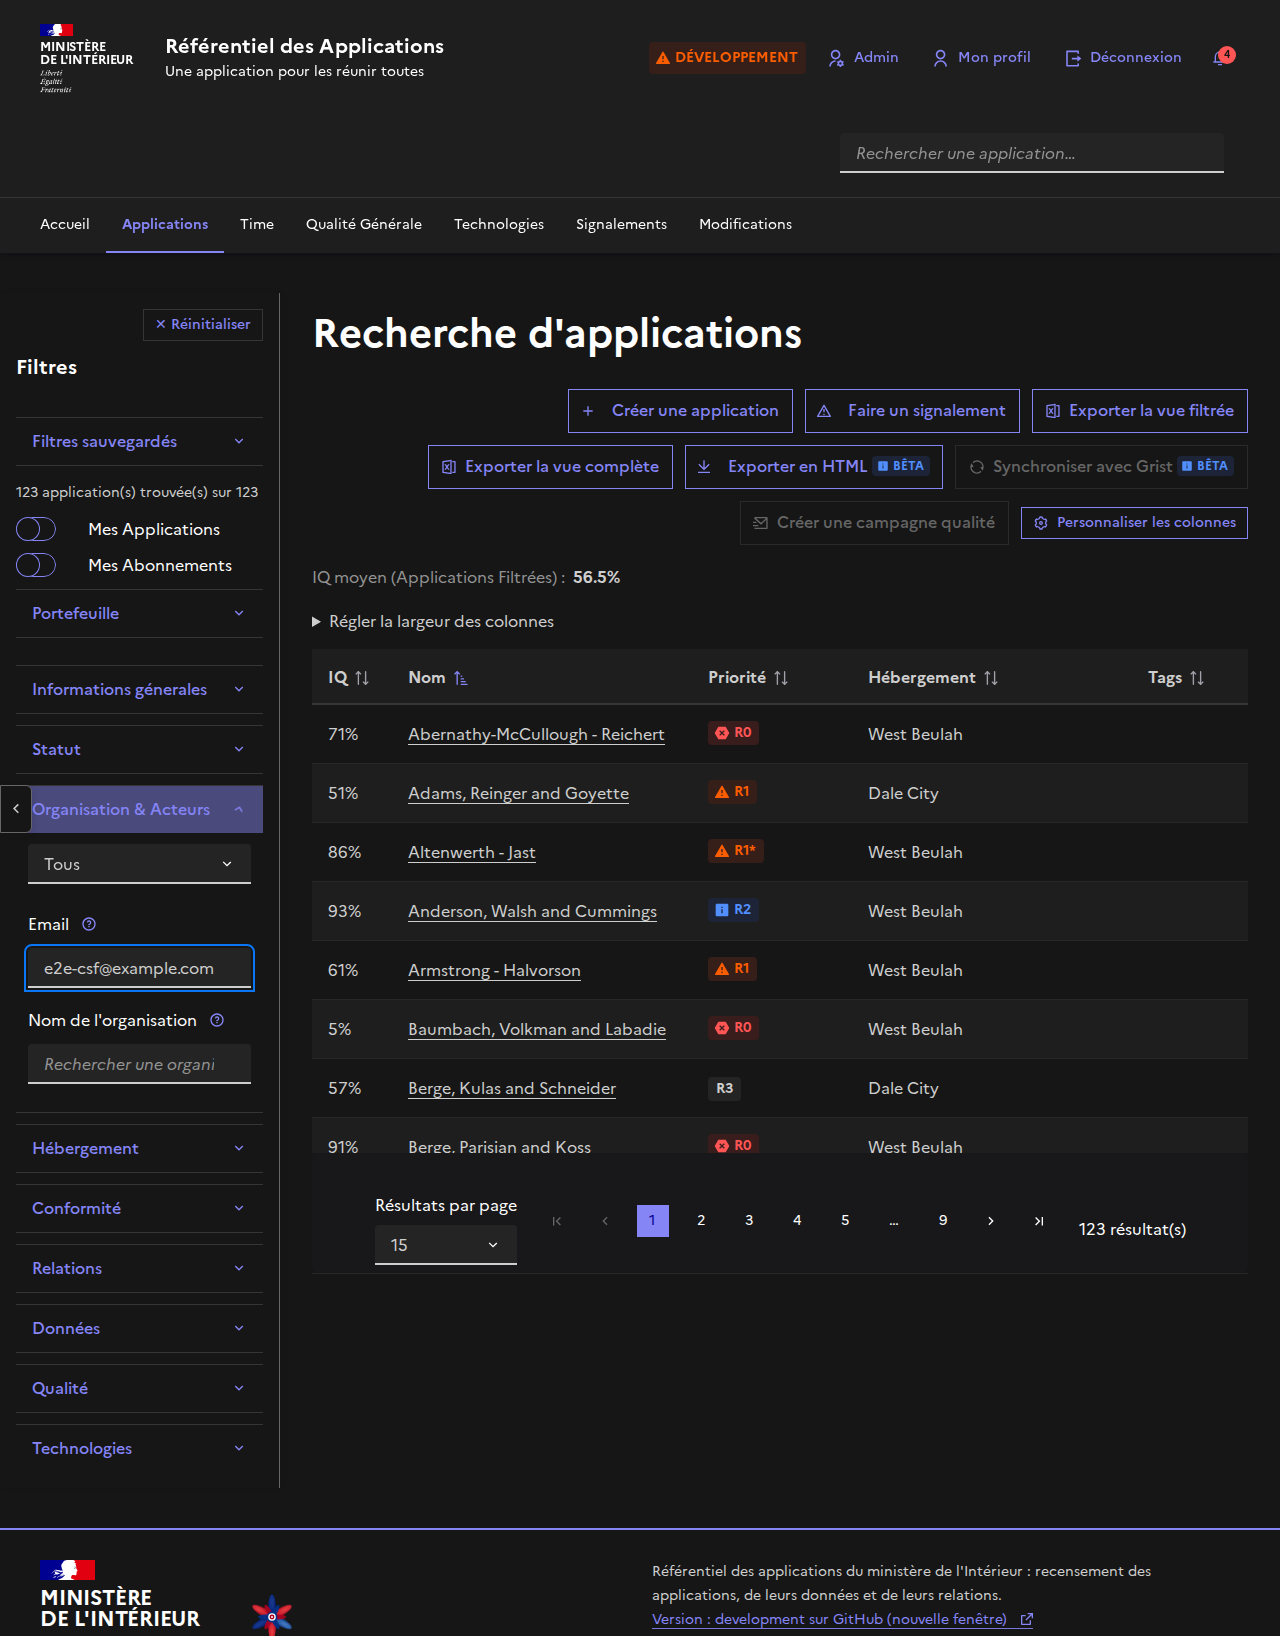 MINISTÈRE
DE L'INTÉRIEUR
Liberté
Égalité
Fraternité
Référentiel des Applications
Une application pour les réunir toutes
DÉVELOPPEMENT
Admin
Mon profil
Déconnexion
4
Rechercher une application...
Accueil
Applications
Time
Qualité Générale
Technologies
Signalements
Modifications
Réinitialiser
Filtres
Filtres sauvegardés
123 application(s) trouvée(s) sur 123
Mes Applications
Mes Abonnements
Portefeuille
Informations génerales
Statut
Organisation & Acteurs
Tous
Email
e2e-csf@example.com
Nom de l'organisation
Rechercher une organi
Hébergement
Conformité
Relations
Données
Qualité
Technologies
Recherche d'applications
Créer une application
Faire un signalement
Exporter la vue filtrée
Exporter la vue complète
Exporter en HTML BÊTA
Synchroniser avec Grist BÊTA
Créer une campagne qualité
Personnaliser les colonnes
IQ moyen (Applications Filtrées) : 56.5%
Régler la largeur des colonnes
IQ Nom Priorité Hébergement Tags
71% Abernathy-McCullough - Reichert R0 West Beulah
51% Adams, Reinger and Goyette R1 Dale City
86% Altenwerth - Jast R1* West Beulah
93% Anderson, Walsh and Cummings R2 West Beulah
61% Armstrong - Halvorson R1 West Beulah
5% Baumbach, Volkman and Labadie R0 West Beulah
57% Berge, Kulas and Schneider R3 Dale City
91% Berge, Parisian and Koss R0 West Beulah
Résultats par page
15
1 2 3 4 5 ... 9
123 résultat(s)
MINISTÈRE
DE L'INTÉRIEUR
Référentiel des applications du ministère de l'Intérieur : recensement des
applications, de leurs données et de leurs relations.
Version : development sur GitHub (nouvelle fenêtre)